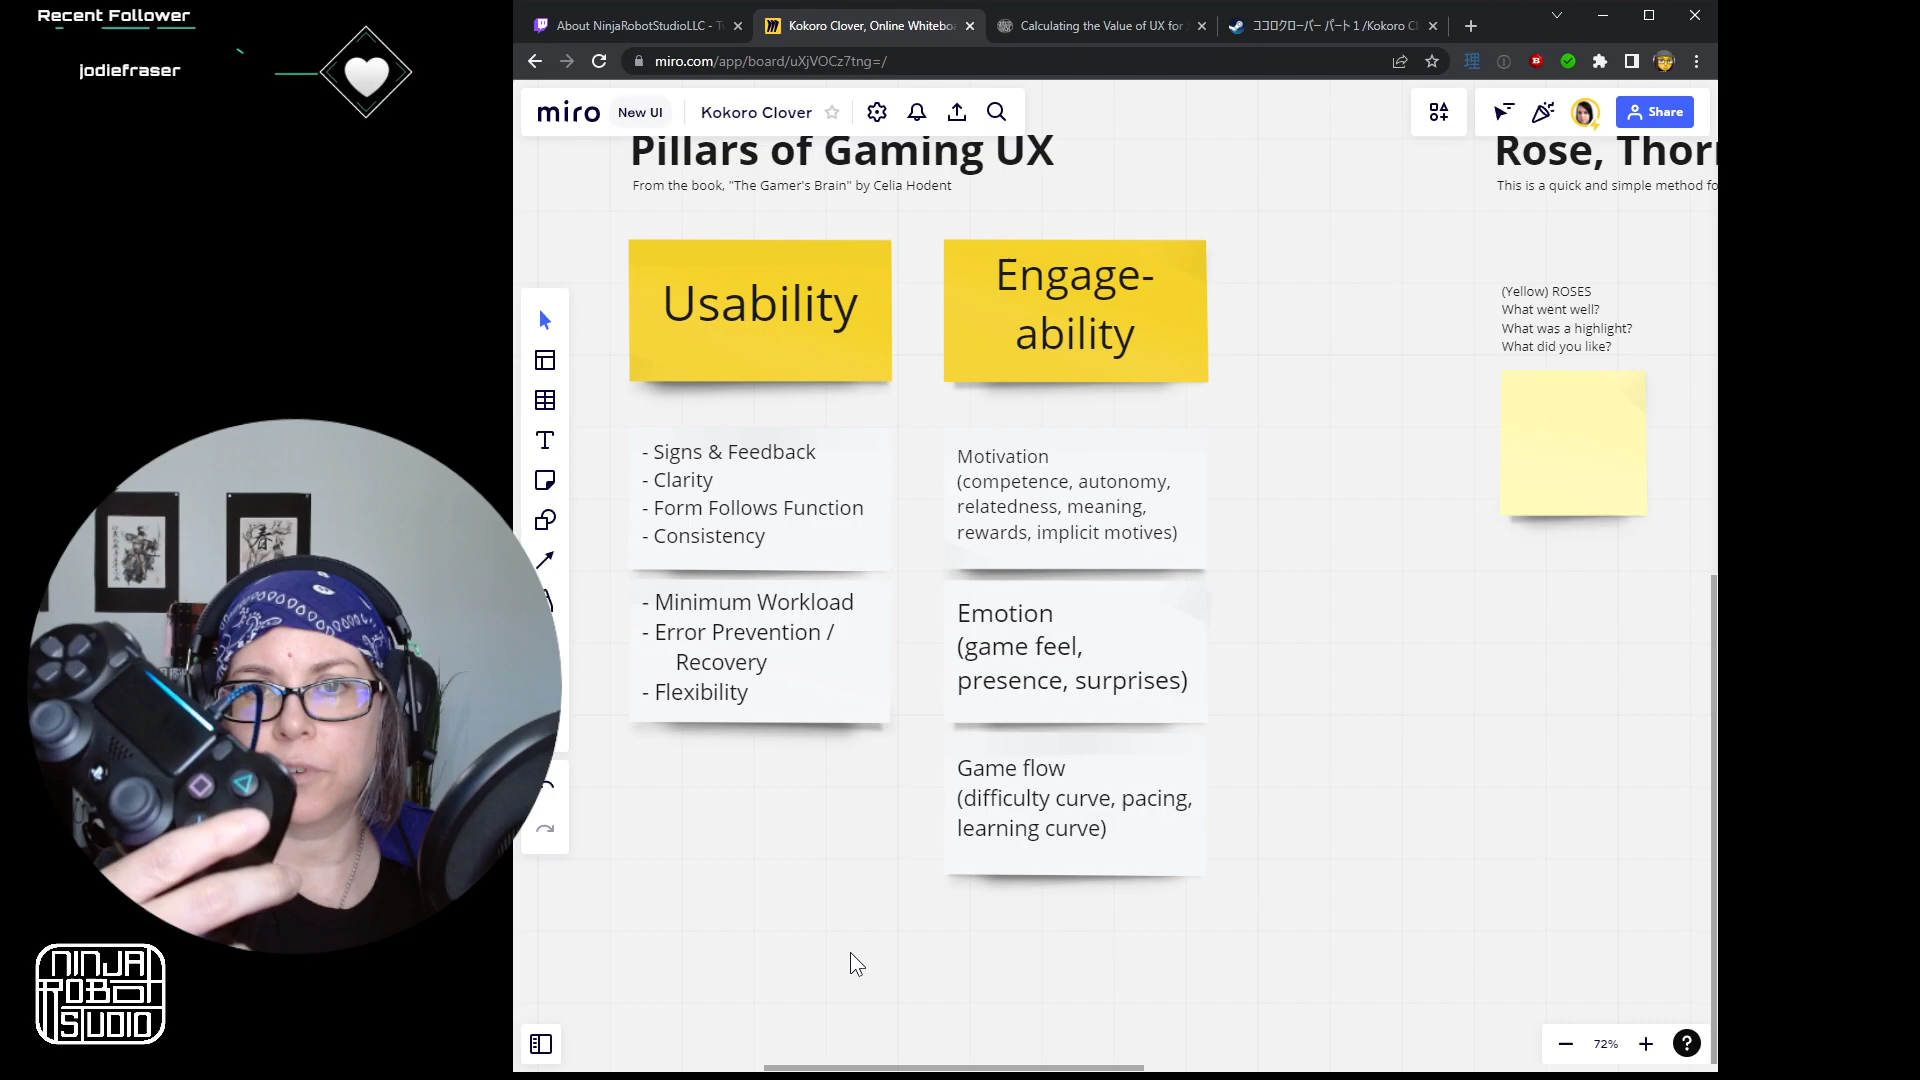 Recent Follower
jodiefraser
About NinjaRobotStudioLLC - Tw
Kokoro Clover, Online Whiteboa
Calculating the Value of UX for
ココロクローバー パート１/Kokoro Cl
miro.com/app/board/uXjVOCz7tng=/
miro
New UI
Kokoro Clover
Share
Pillars of Gaming UX
From the book, "The Gamer's Brain" by Celia Hodent
Usability
- Signs & Feedback
- Clarity
- Form Follows Function
- Consistency
- Minimum Workload
- Error Prevention /
Recovery
- Flexibility
Engage-
ability
Motivation
(competence, autonomy,
relatedness, meaning,
rewards, implicit motives)
Emotion
(game feel,
presence, surprises)
Game flow
(difficulty curve, pacing,
learning curve)
Rose, Thorn
This is a quick and simple method fo
(Yellow) ROSES
What went well?
What was a highlight?
What did you like?
春
NINJA
ROBOT
STUDIO
72%